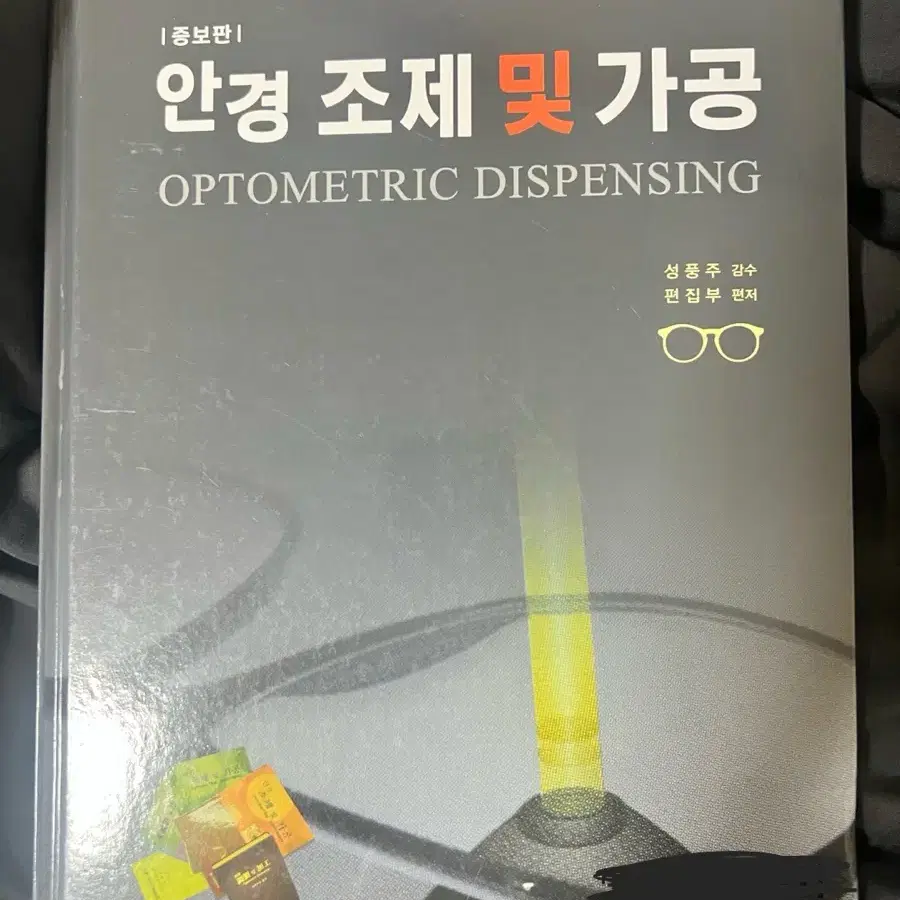 |증보판|
안경 조제 및 가공
OPTOMETRIC DISPENSING
성풍주 감수
편집부 편저